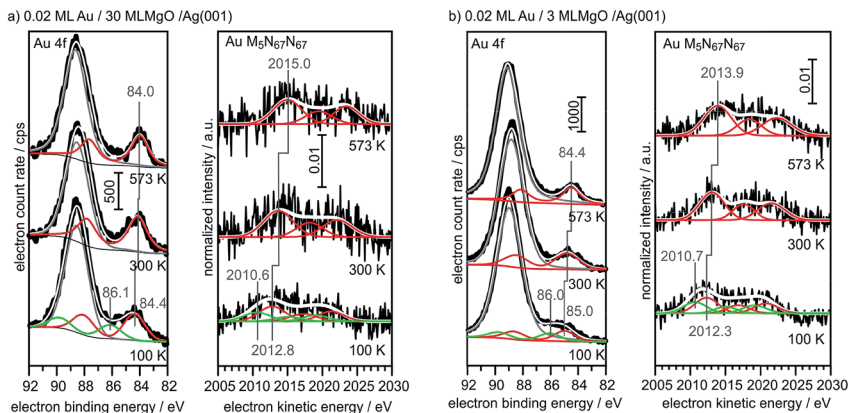 a) 0.02 ML Au / 30 MLMgO /Ag(001)
Au 4f
84.0
573 K
500
300 K
86.1
84.4
100 K
electron count rate / cps
92 90 88 86 84 82
electron binding energy / eV
Au M₅N₆₇N₆₇
2015.0
573 K
0.01
300 K
2010.6
2012.8
100 K
normalized intensity / a.u.
2005 2010 2015 2020 2025 2030
electron kinetic energy / eV
b) 0.02 ML Au / 3 MLMgO /Ag(001)
Au 4f
1000
84.4
573 K
300 K
86.0
85.0
100 K
electron count rate / cps
92 90 88 86 84 82
electron binding energy / eV
Au M₅N₆₇N₆₇
2013.9
0.01
573 K
300 K
2010.7
2012.3
100 K
normalized intensity / a.u.
2005 2010 2015 2020 2025 2030
electron kinetic energy / eV